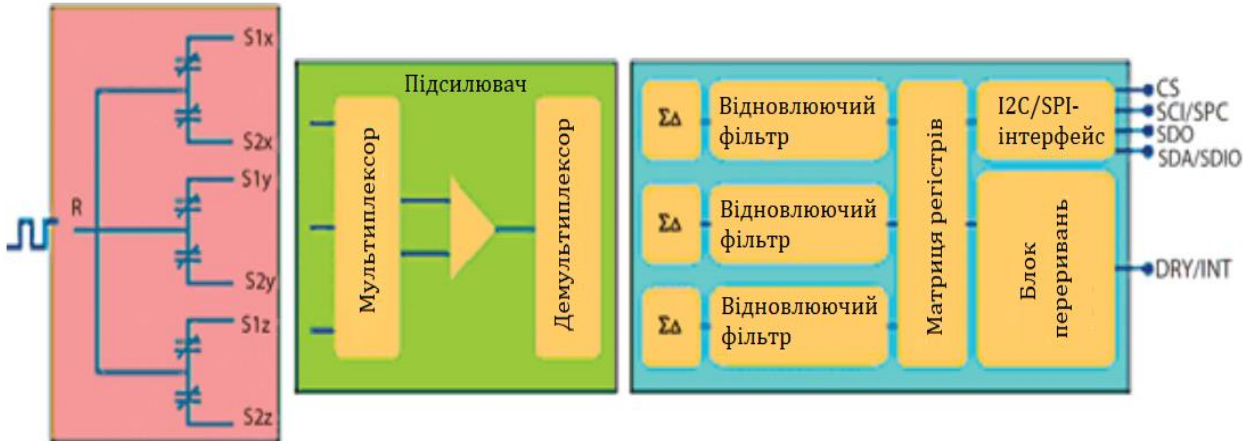 S1x
S2x
S1y
R
S2y
S1z
S2z
Підсилювач
Мультиплексор
Демультиплексор
ΣΔ
Відновлюючий
фільтр
ΣΔ
Відновлюючий
фільтр
ΣΔ
Відновлюючий
фільтр
Матриця регістрів
I2C/SPI-
інтерфейс
Блок
переривань
CS
SCI/SPC
SDO
SDA/SDIO
DRY/INT